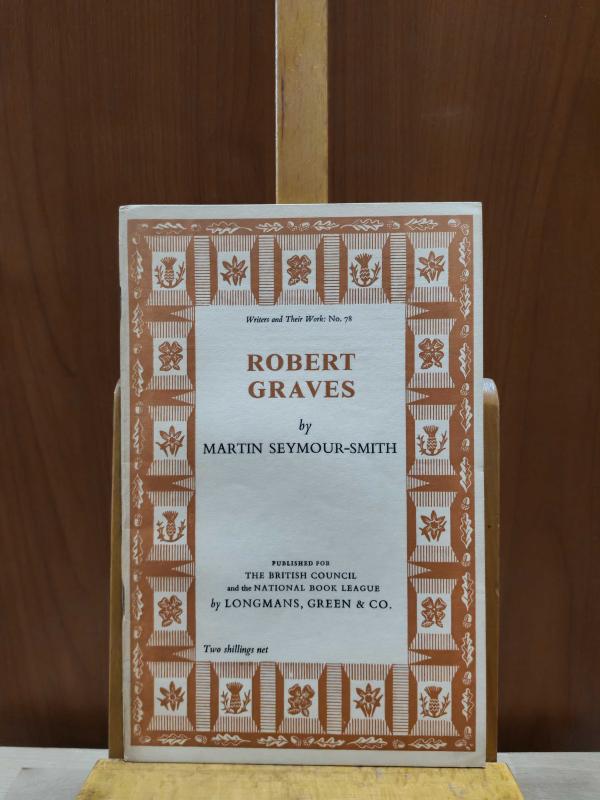 Writers and Their Work: No. 78
ROBERT
GRAVES
by
MARTIN SEYMOUR-SMITH
PUBLISHED FOR
THE BRITISH COUNCIL
and the NATIONAL BOOK LEAGUE
by LONGMANS, GREEN & CO.
Two shillings net